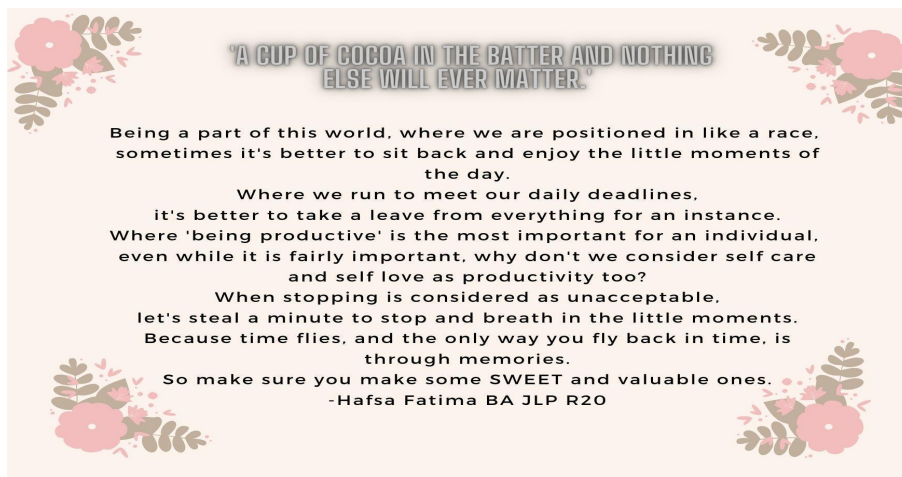 'A CUP OF COCOA IN THE BATTER AND NOTHING
ELSE WILL EVER MATTER.'
Being a part of this world, where we are positioned in like a race,
sometimes it's better to sit back and enjoy the little moments of
the day.
Where we run to meet our daily deadlines,
it's better to take a leave from everything for an instance.
Where 'being productive' is the most important for an individual,
even while it is fairly important, why don't we consider self care
and self love as productivity too?
When stopping is considered as unacceptable,
let's steal a minute to stop and breath in the little moments.
Because time flies, and the only way you fly back in time, is
through memories.
So make sure you make some SWEET and valuable ones.
-Hafsa Fatima BA JLP R20